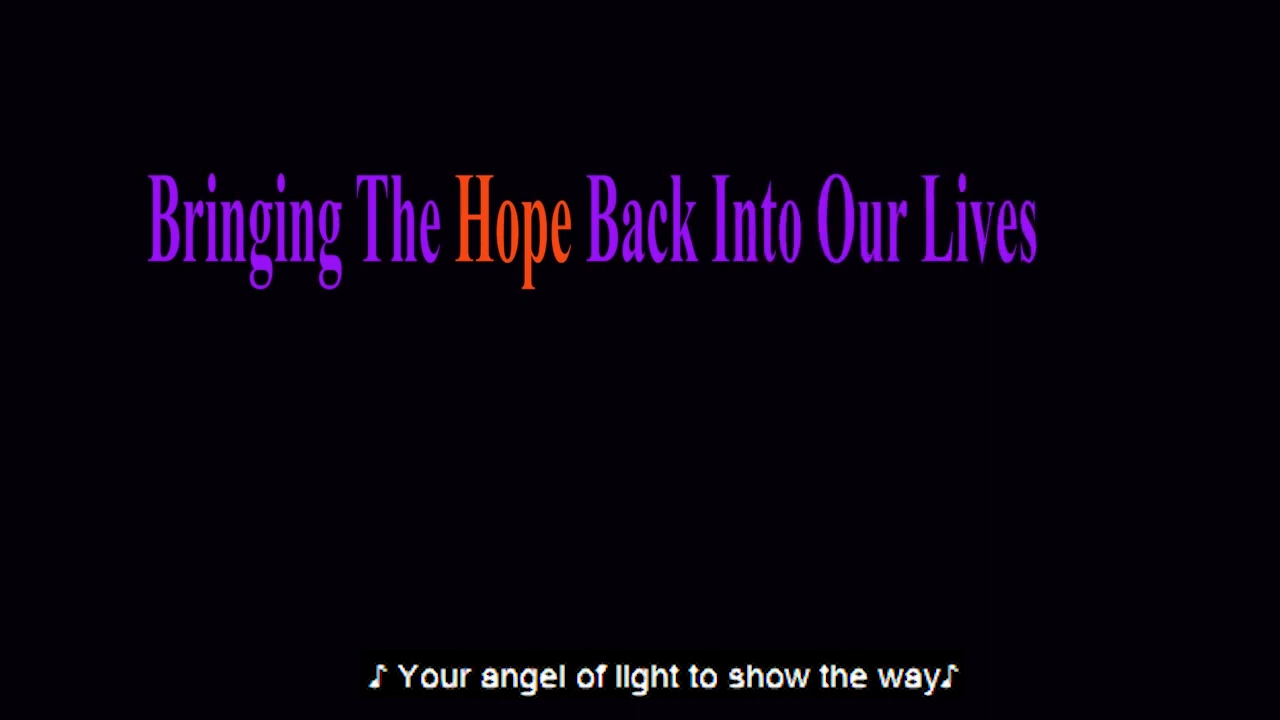 Bringing The Hope Back Into Our Lives
♪ Your angel of light to show the way♪